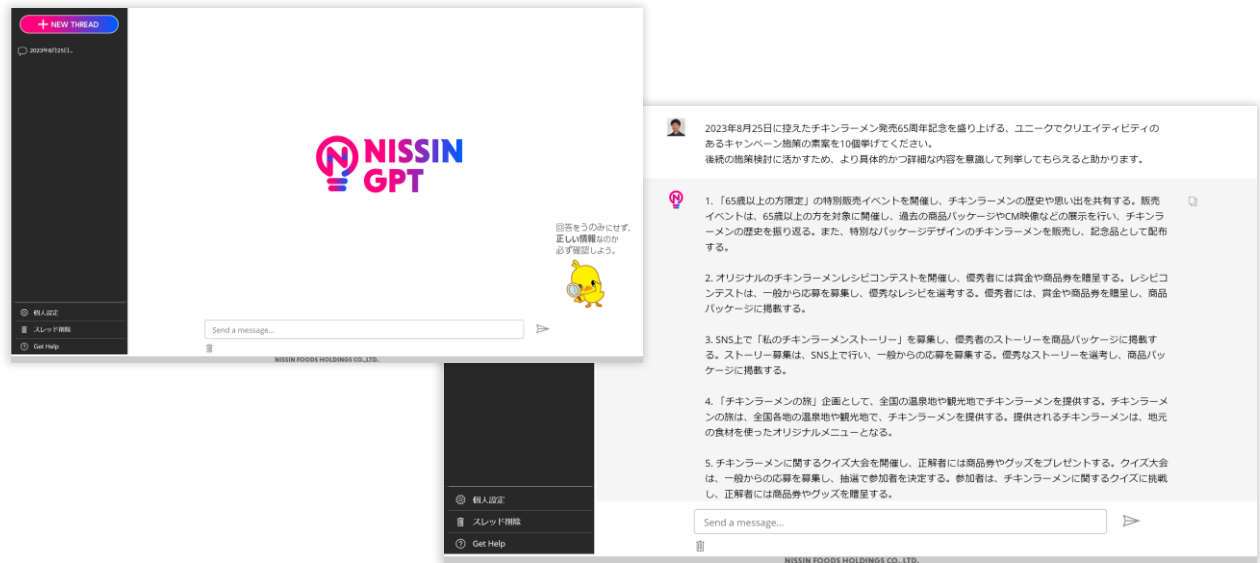 NEW THREAD
2023年8月25日...
NISSIN
GPT
回答をうのみにせず、
正しい情報なのか
必ず確認しよう。
個人設定
スレッド削除
Get Help
Send a message...
NISSIN FOODS HOLDINGS CO.,LTD.
2023年8月25日に控えたチキンラーメン発売65周年記念を盛り上げる、ユニークでクリエイティビティの
あるキャンペーン施策の素案を10個挙げてください。
後続の施策検討に活かすため、より具体的かつ詳細な内容を意識して列挙してもらえると助かります。
1. 「65歳以上の方限定」の特別販売イベントを開催し、チキンラーメンの歴史や思い出を共有する。販売
イベントは、65歳以上の方を対象に開催し、過去の商品パッケージやCM映像などの展示を行い、チキンラ
ーメンの歴史を振り返る。また、特別なパッケージデザインのチキンラーメンを販売し、記念品として配布
する。
2. オリジナルのチキンラーメンレシピコンテストを開催し、優秀者には賞金や商品券を贈呈する。レシピコ
ンテストは、一般から応募を募集し、優秀なレシピを選考する。優秀者には、賞金や商品券を贈呈し、商品
パッケージに掲載する。
3. SNS上で「私のチキンラーメンストーリー」を募集し、優秀者のストーリーを商品パッケージに掲載す
る。ストーリー募集は、SNS上で行い、一般からの応募を募集する。優秀なストーリーを選考し、商品パッ
ケージに掲載する。
4. 「チキンラーメンの旅」企画として、全国の温泉地や観光地でチキンラーメンを提供する。チキンラーメ
ンの旅は、全国各地の温泉地や観光地で、チキンラーメンを提供する。提供されるチキンラーメンは、地元
の食材を使ったオリジナルメニューとなる。
5. チキンラーメンに関するクイズ大会を開催し、正解者には商品券やグッズをプレゼントする。クイズ大会
は、一般からの応募を募集し、抽選で参加者を決定する。参加者は、チキンラーメンに関するクイズに挑戦
し、正解者には商品券やグッズを贈呈する。
個人設定
スレッド削除
Get Help
Send a message...
NISSIN FOODS HOLDINGS CO.,LTD.